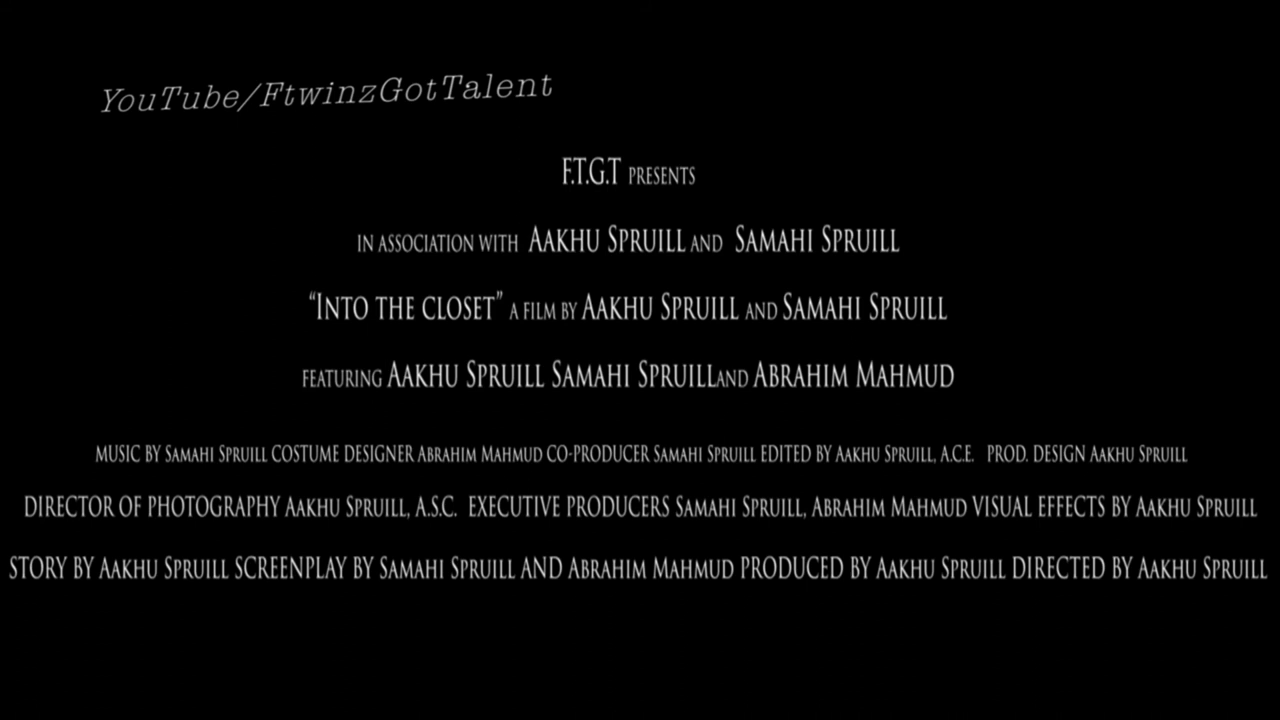 YouTube/FtwinzGotTalent
F.T.G.T PRESENTS
IN ASSOCIATION WITH AAKHU SPRUILL AND SAMAHI SPRUILL
“INTO THE CLOSET” A FILM BY AAKHU SPRUILL AND SAMAHI SPRUILL
FEATURING AAKHU SPRUILL SAMAHI SPRUILLAND ABRAHIM MAHMUD
MUSIC BY SAMAHI SPRUILL COSTUME DESIGNER ABRAHIM MAHMUD CO-PRODUCER SAMAHI SPRUILL EDITED BY AAKHU SPRUILL, A.C.E. PROD. DESIGN AAKHU SPRUILL
DIRECTOR OF PHOTOGRAPHY AAKHU SPRUILL, A.S.C. EXECUTIVE PRODUCERS SAMAHI SPRUILL, ABRAHIM MAHMUD VISUAL EFFECTS BY AAKHU SPRUILL
STORY BY AAKHU SPRUILL SCREENPLAY BY SAMAHI SPRUILL AND ABRAHIM MAHMUD PRODUCED BY AAKHU SPRUILL DIRECTED BY AAKHU SPRUILL